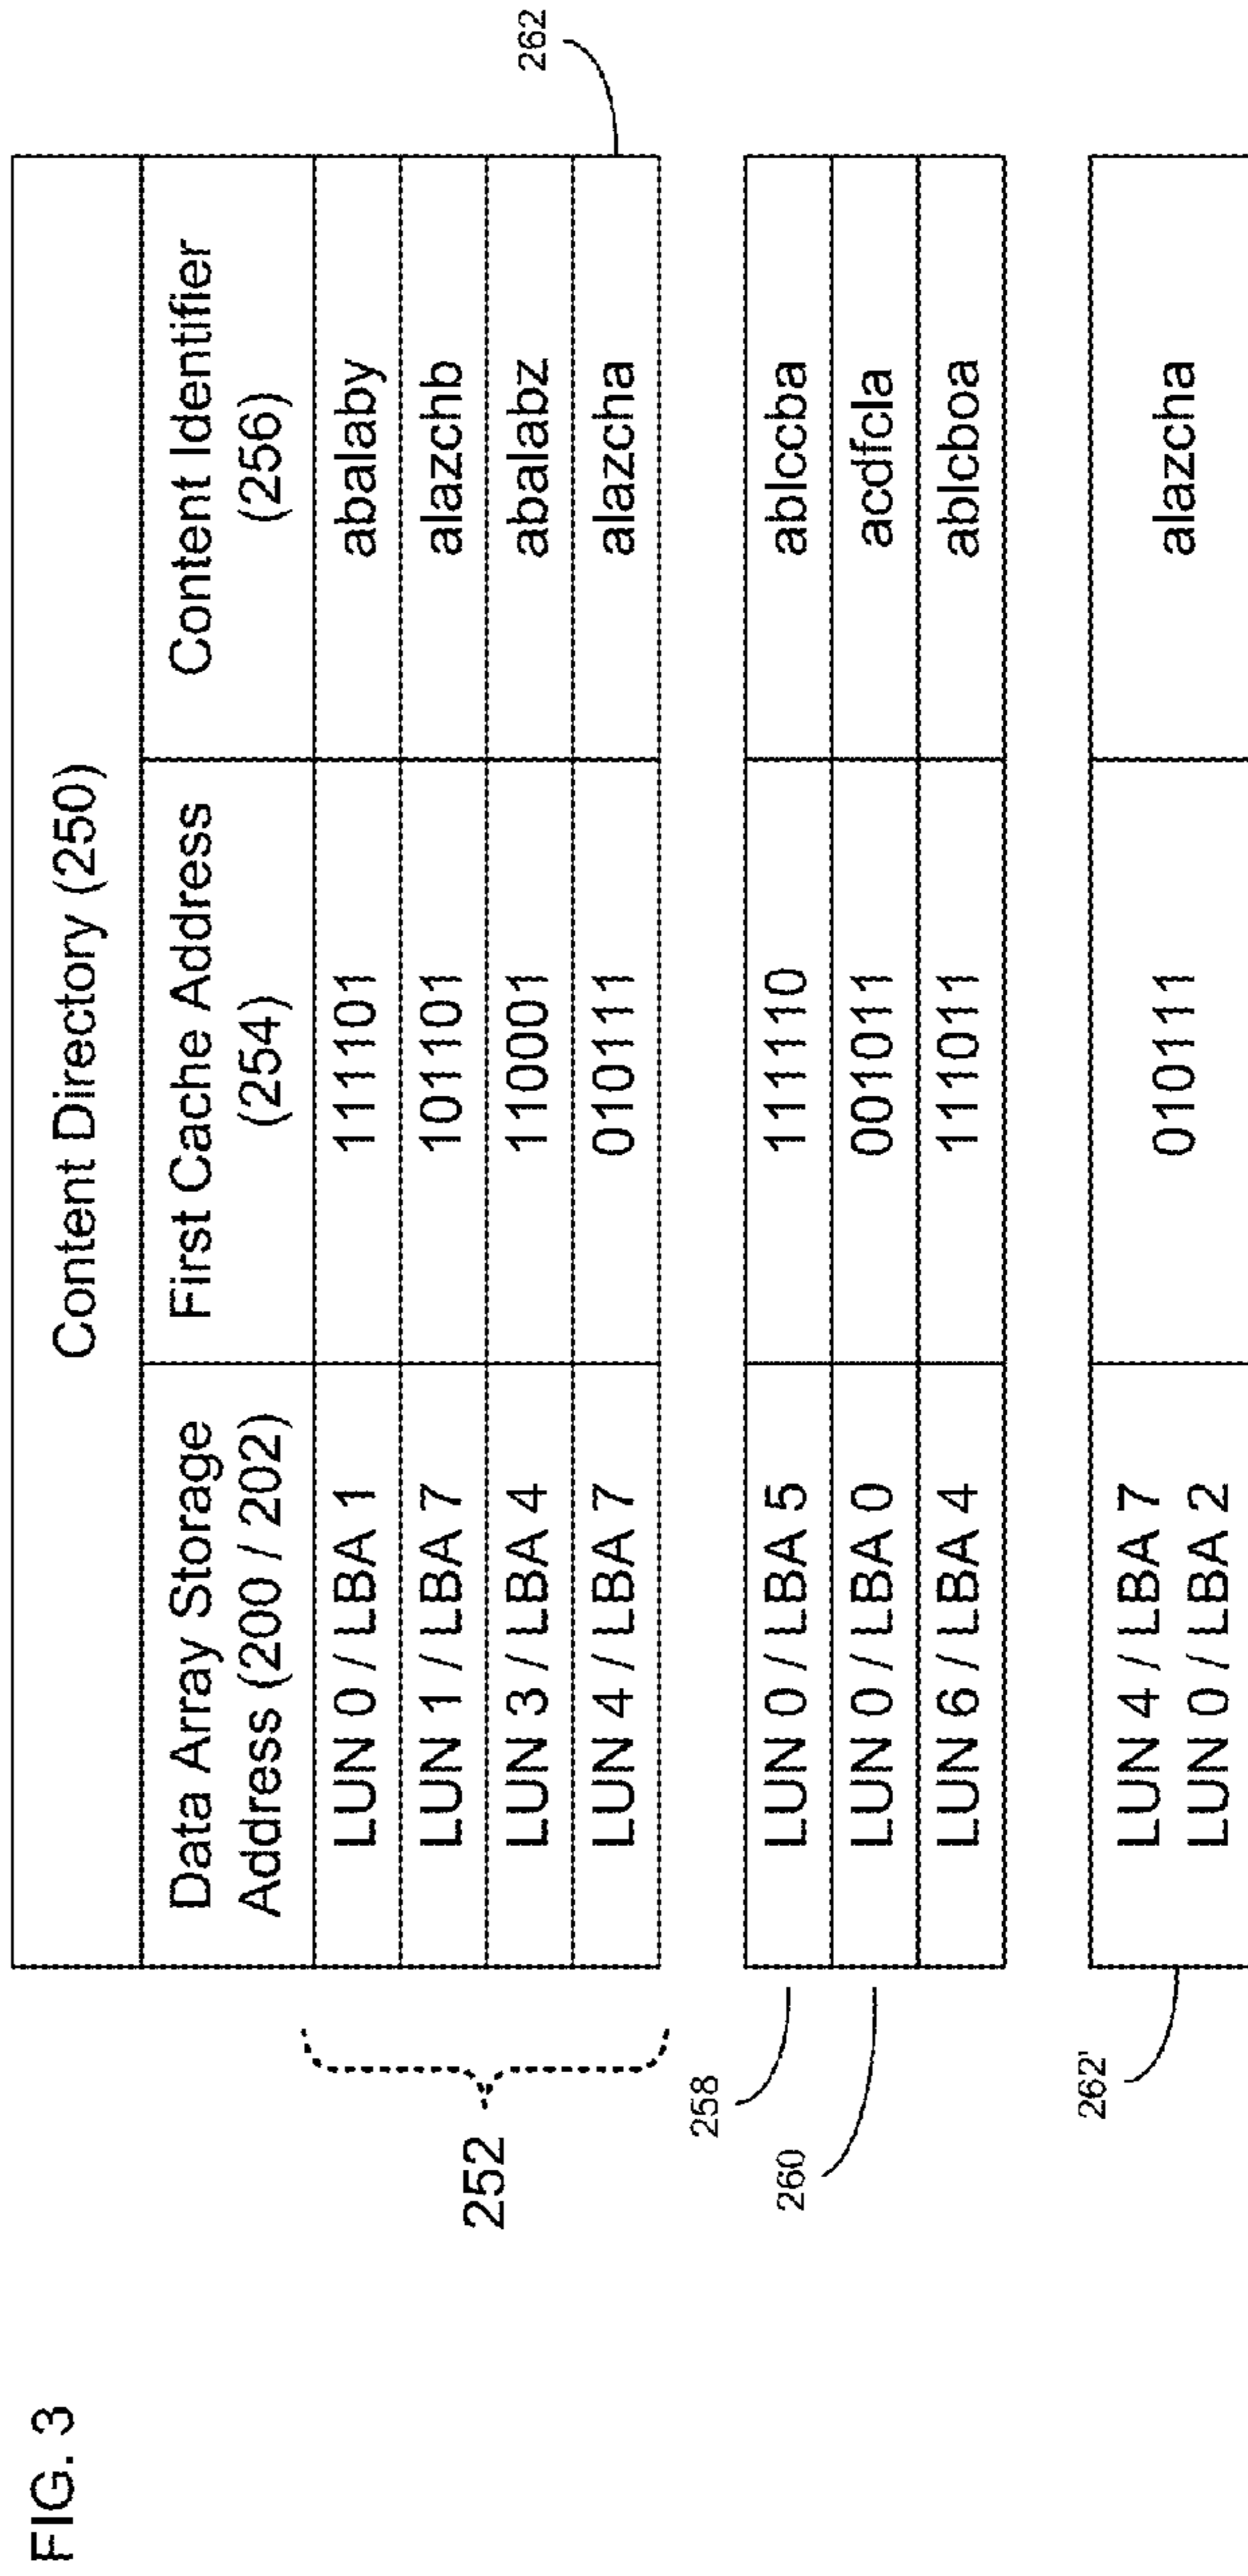 FIG. 3
Content Directory (250)
Data Array Storage Address (200 / 202)
First Cache Address (254)
Content Identifier (256)
LUN 0 / LBA 1 111101 abalaby
LUN 1 / LBA 7 101101 alazchb
LUN 3 / LBA 4 110001 abalabz
LUN 4 / LBA 7 010111 alazcha
252
262
LUN 0 / LBA 5 111110 ablccba
LUN 0 / LBA 0 001011 acdfcla
LUN 6 / LBA 4 111011 ablcboa
258
260
LUN 4 / LBA 7 010111 alazcha
LUN 0 / LBA 2
262'